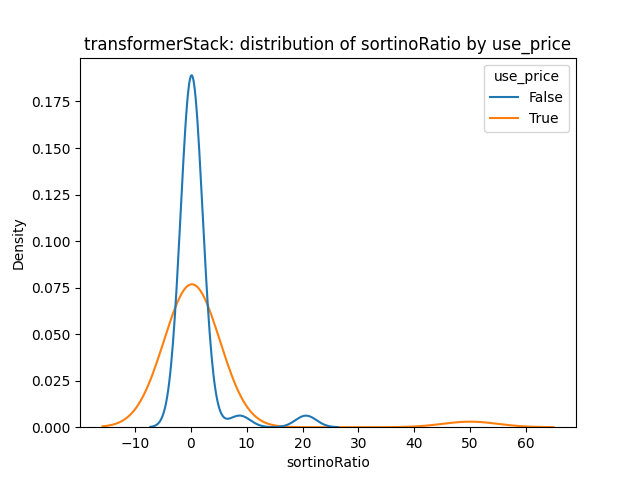 transformerStack: distribution of sortinoRatio by use_price
use_price
False
True
Density
0.175
0.150
0.125
0.100
0.075
0.050
0.025
0.000
−10
0
10
20
30
40
50
60
sortinoRatio